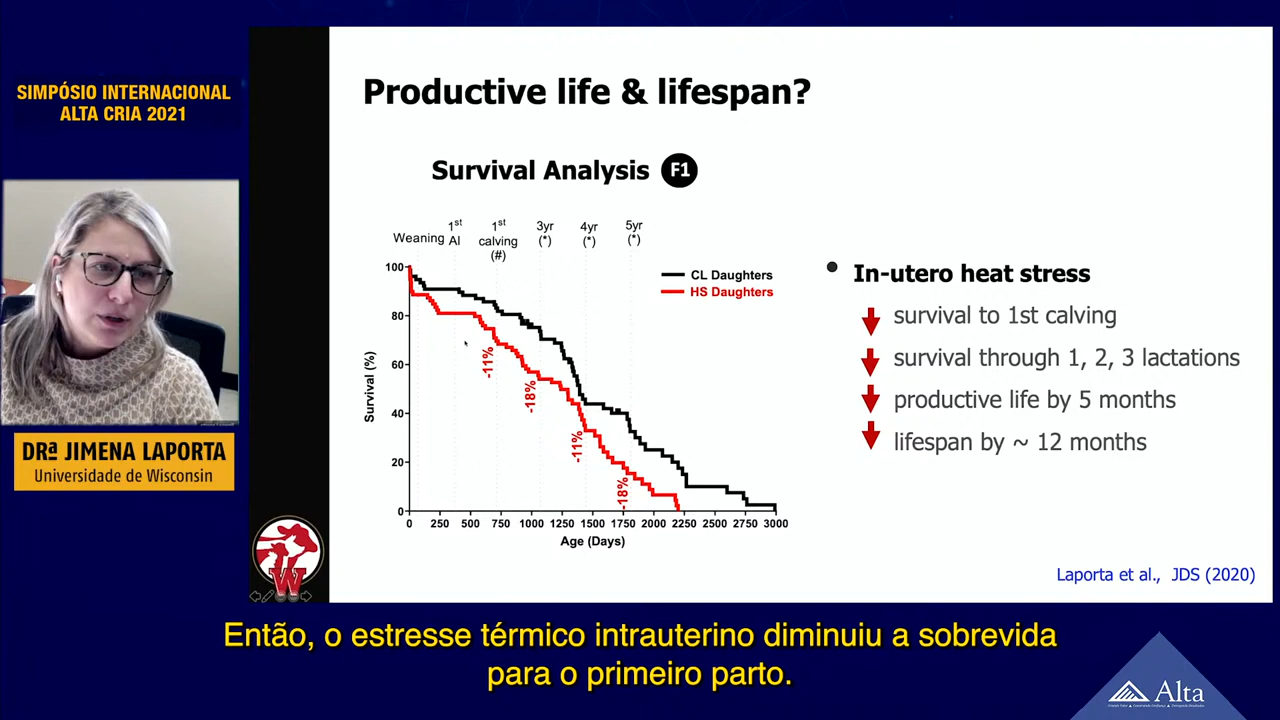 SIMPÓSIO INTERNACIONAL
ALTA CRIA 2021
DRª JIMENA LAPORTA
Universidade de Wisconsin
Productive life & lifespan?
Survival Analysis F1
Weaning
1st
AI
1st
calving
(#)
3yr
(*)
4yr
(*)
5yr
(*)
Survival (%)
100
80
60
40
20
0
CL Daughters
HS Daughters
-11%
-18%
-11%
-18%
0 250 500 750 1000 1250 1500 1750 2000 2250 2500 2750 3000
Age (Days)
• In-utero heat stress
survival to 1st calving
survival through 1, 2, 3 lactations
productive life by 5 months
lifespan by ~ 12 months
Laporta et al., JDS (2020)
W
Então, o estresse térmico intrauterino diminuiu a sobrevida
para o primeiro parto.
Alta